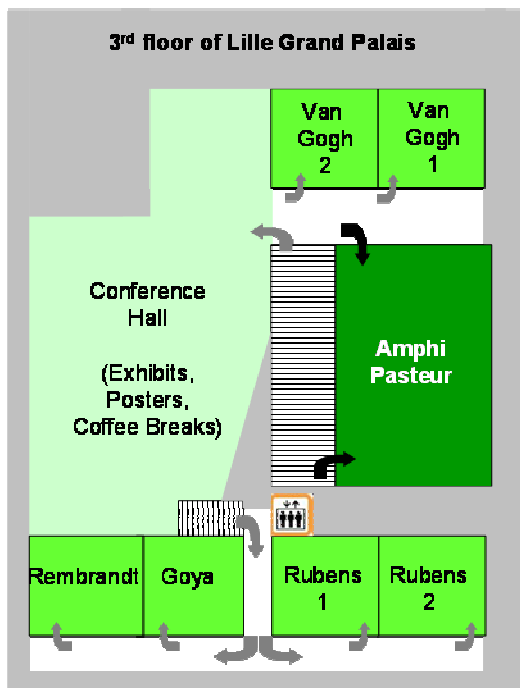 3rd floor of Lille Grand Palais
Van
Gogh
2
Van
Gogh
1
Conference
Hall
(Exhibits,
Posters,
Coffee Breaks)
Amphi
Pasteur
Rembrandt
Goya
Rubens
1
Rubens
2